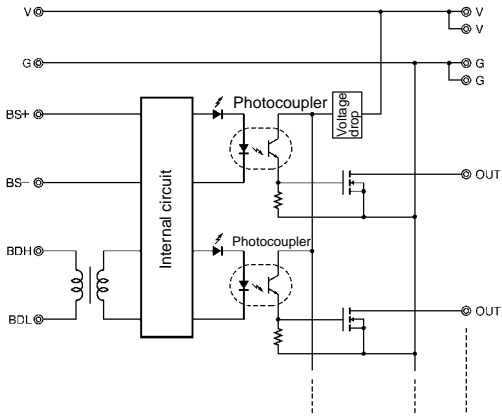 V V
V
G G
G
BS+
Photocoupler
Voltage
drop
BS−
OUT
Internal circuit
BDH
Photocoupler
BDL
OUT